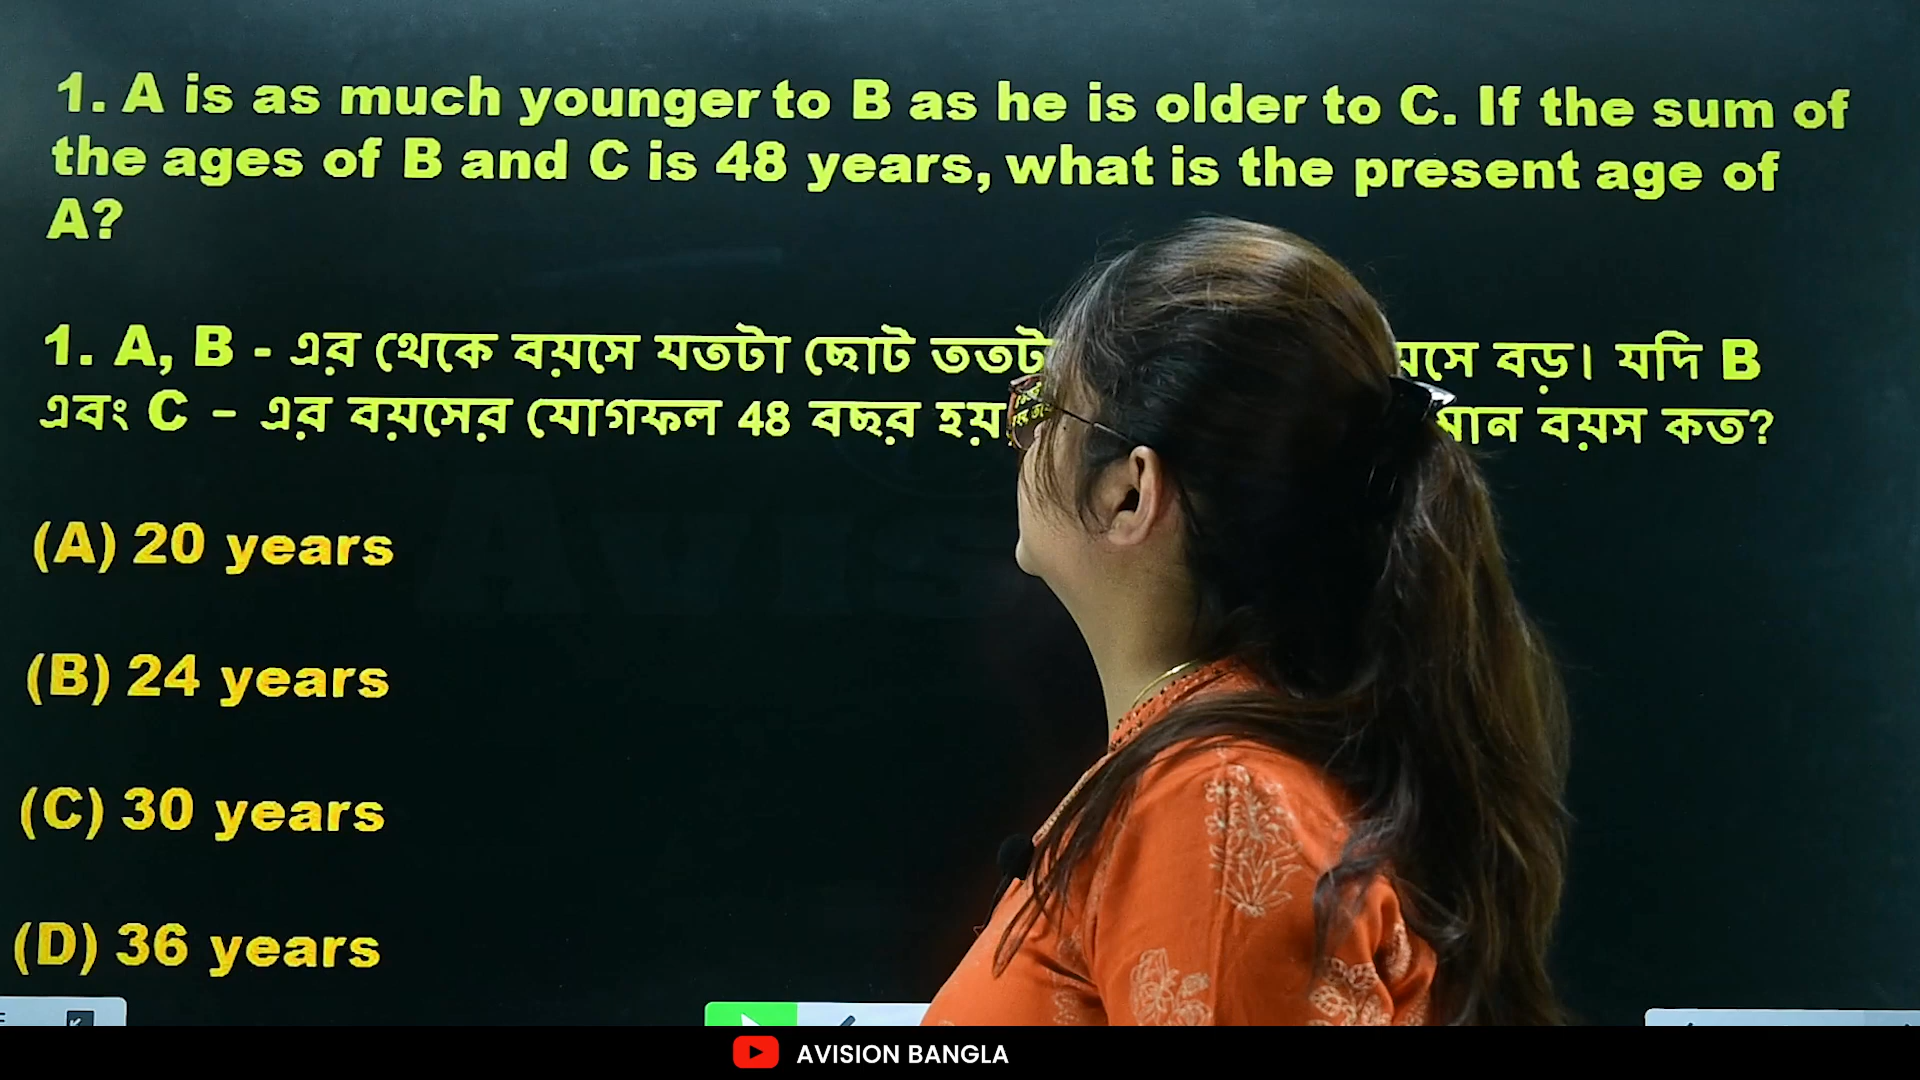 1. A is as much younger to B as he is older to C. If the sum of
the ages of B and C is 48 years, what is the present age of
A?
1. A, B - এর থেকে বয়সে যতটা ছোট বড়। যদি B
এবং C – এর বয়সের যোগফল 48 বছর হয় বয়স কত?
(A) 20 years
(B) 24 years
(C) 30 years
(D) 36 years
AVISION BANGLA